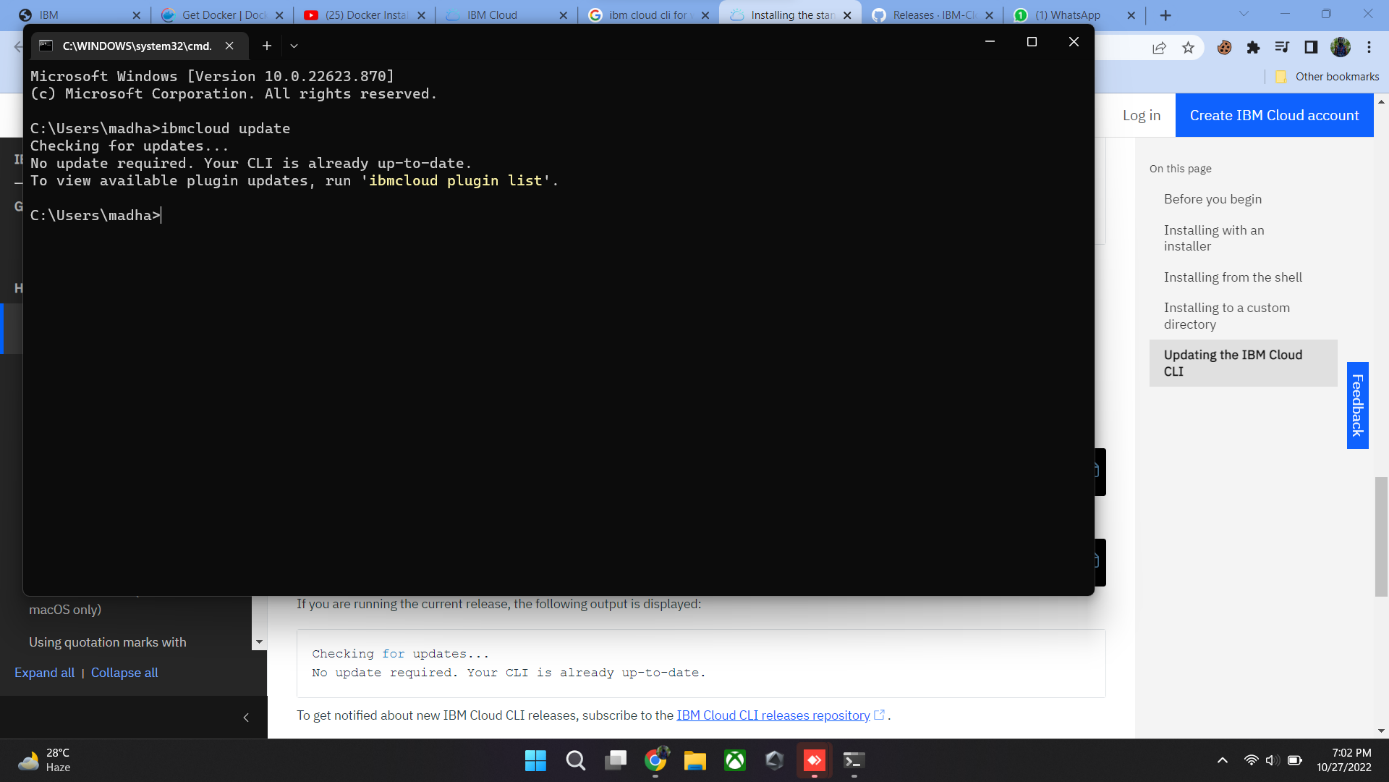 IBM
Get Docker | Doc
(25) Docker Instal
IBM Cloud
ibm cloud cli for
Installing the stan
Releases · IBM-Cl
(1) WhatsApp
C:\WINDOWS\system32\cmd.
Other bookmarks
Microsoft Windows [Version 10.0.22623.870]
(c) Microsoft Corporation. All rights reserved.
C:\Users\madha>ibmcloud update
Checking for updates...
No update required. Your CLI is already up-to-date.
To view available plugin updates, run 'ibmcloud plugin list'.
C:\Users\madha>
Log in
Create IBM Cloud account
On this page
Before you begin
Installing with an
installer
Installing from the shell
Installing to a custom
directory
Updating the IBM Cloud
CLI
Feedback
G
H
macOS only)
Using quotation marks with
Expand all | Collapse all
If you are running the current release, the following output is displayed:
Checking for updates...
No update required. Your CLI is already up-to-date.
To get notified about new IBM Cloud CLI releases, subscribe to the IBM Cloud CLI releases repository .
28°C
Haze
7:02 PM
10/27/2022